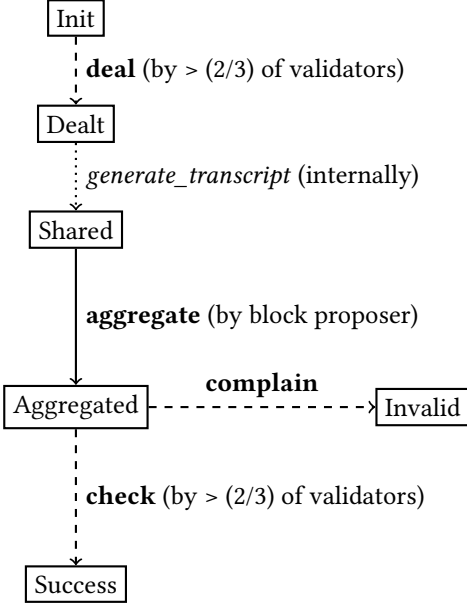 Init
deal (by > (2/3) of validators)
Dealt
generate_transcript (internally)
Shared
aggregate (by block proposer)
complain
Aggregated
Invalid
check (by > (2/3) of validators)
Success